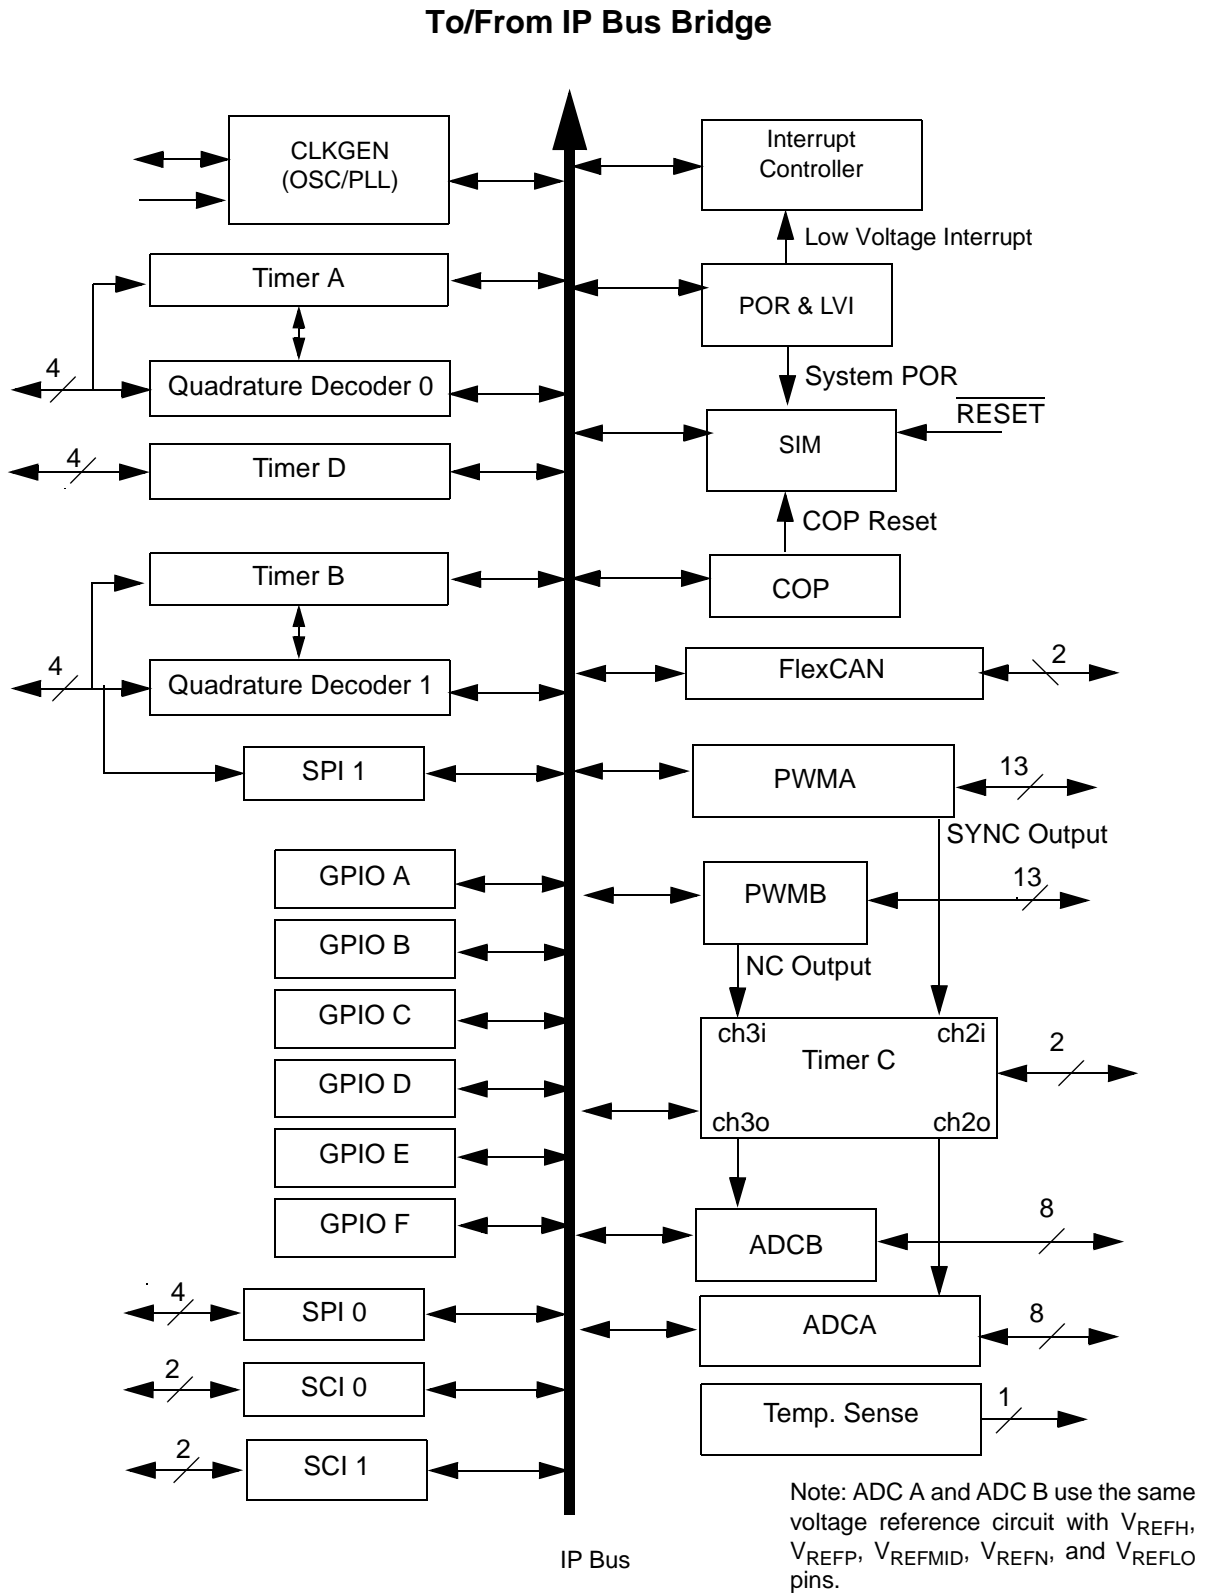 To/From IP Bus Bridge
CLKGEN
(OSC/PLL)
Timer A
4
Quadrature Decoder 0
4
Timer D
Timer B
4
Quadrature Decoder 1
SPI 1
GPIO A
GPIO B
GPIO C
GPIO D
GPIO E
GPIO F
4
SPI 0
2
SCI 0
2
SCI 1
IP Bus
Interrupt
Controller
Low Voltage Interrupt
POR & LVI
System POR
RESET
SIM
COP Reset
COP
FlexCAN
2
PWMA
13
SYNC Output
PWMB
13
NC Output
ch3i
ch2i
Timer C
2
ch3o
ch2o
ADCB
8
ADCA
8
Temp. Sense
1
Note: ADC A and ADC B use the same
voltage reference circuit with VREFH,
VREFP, VREFMID, VREFN, and VREFLO
pins.